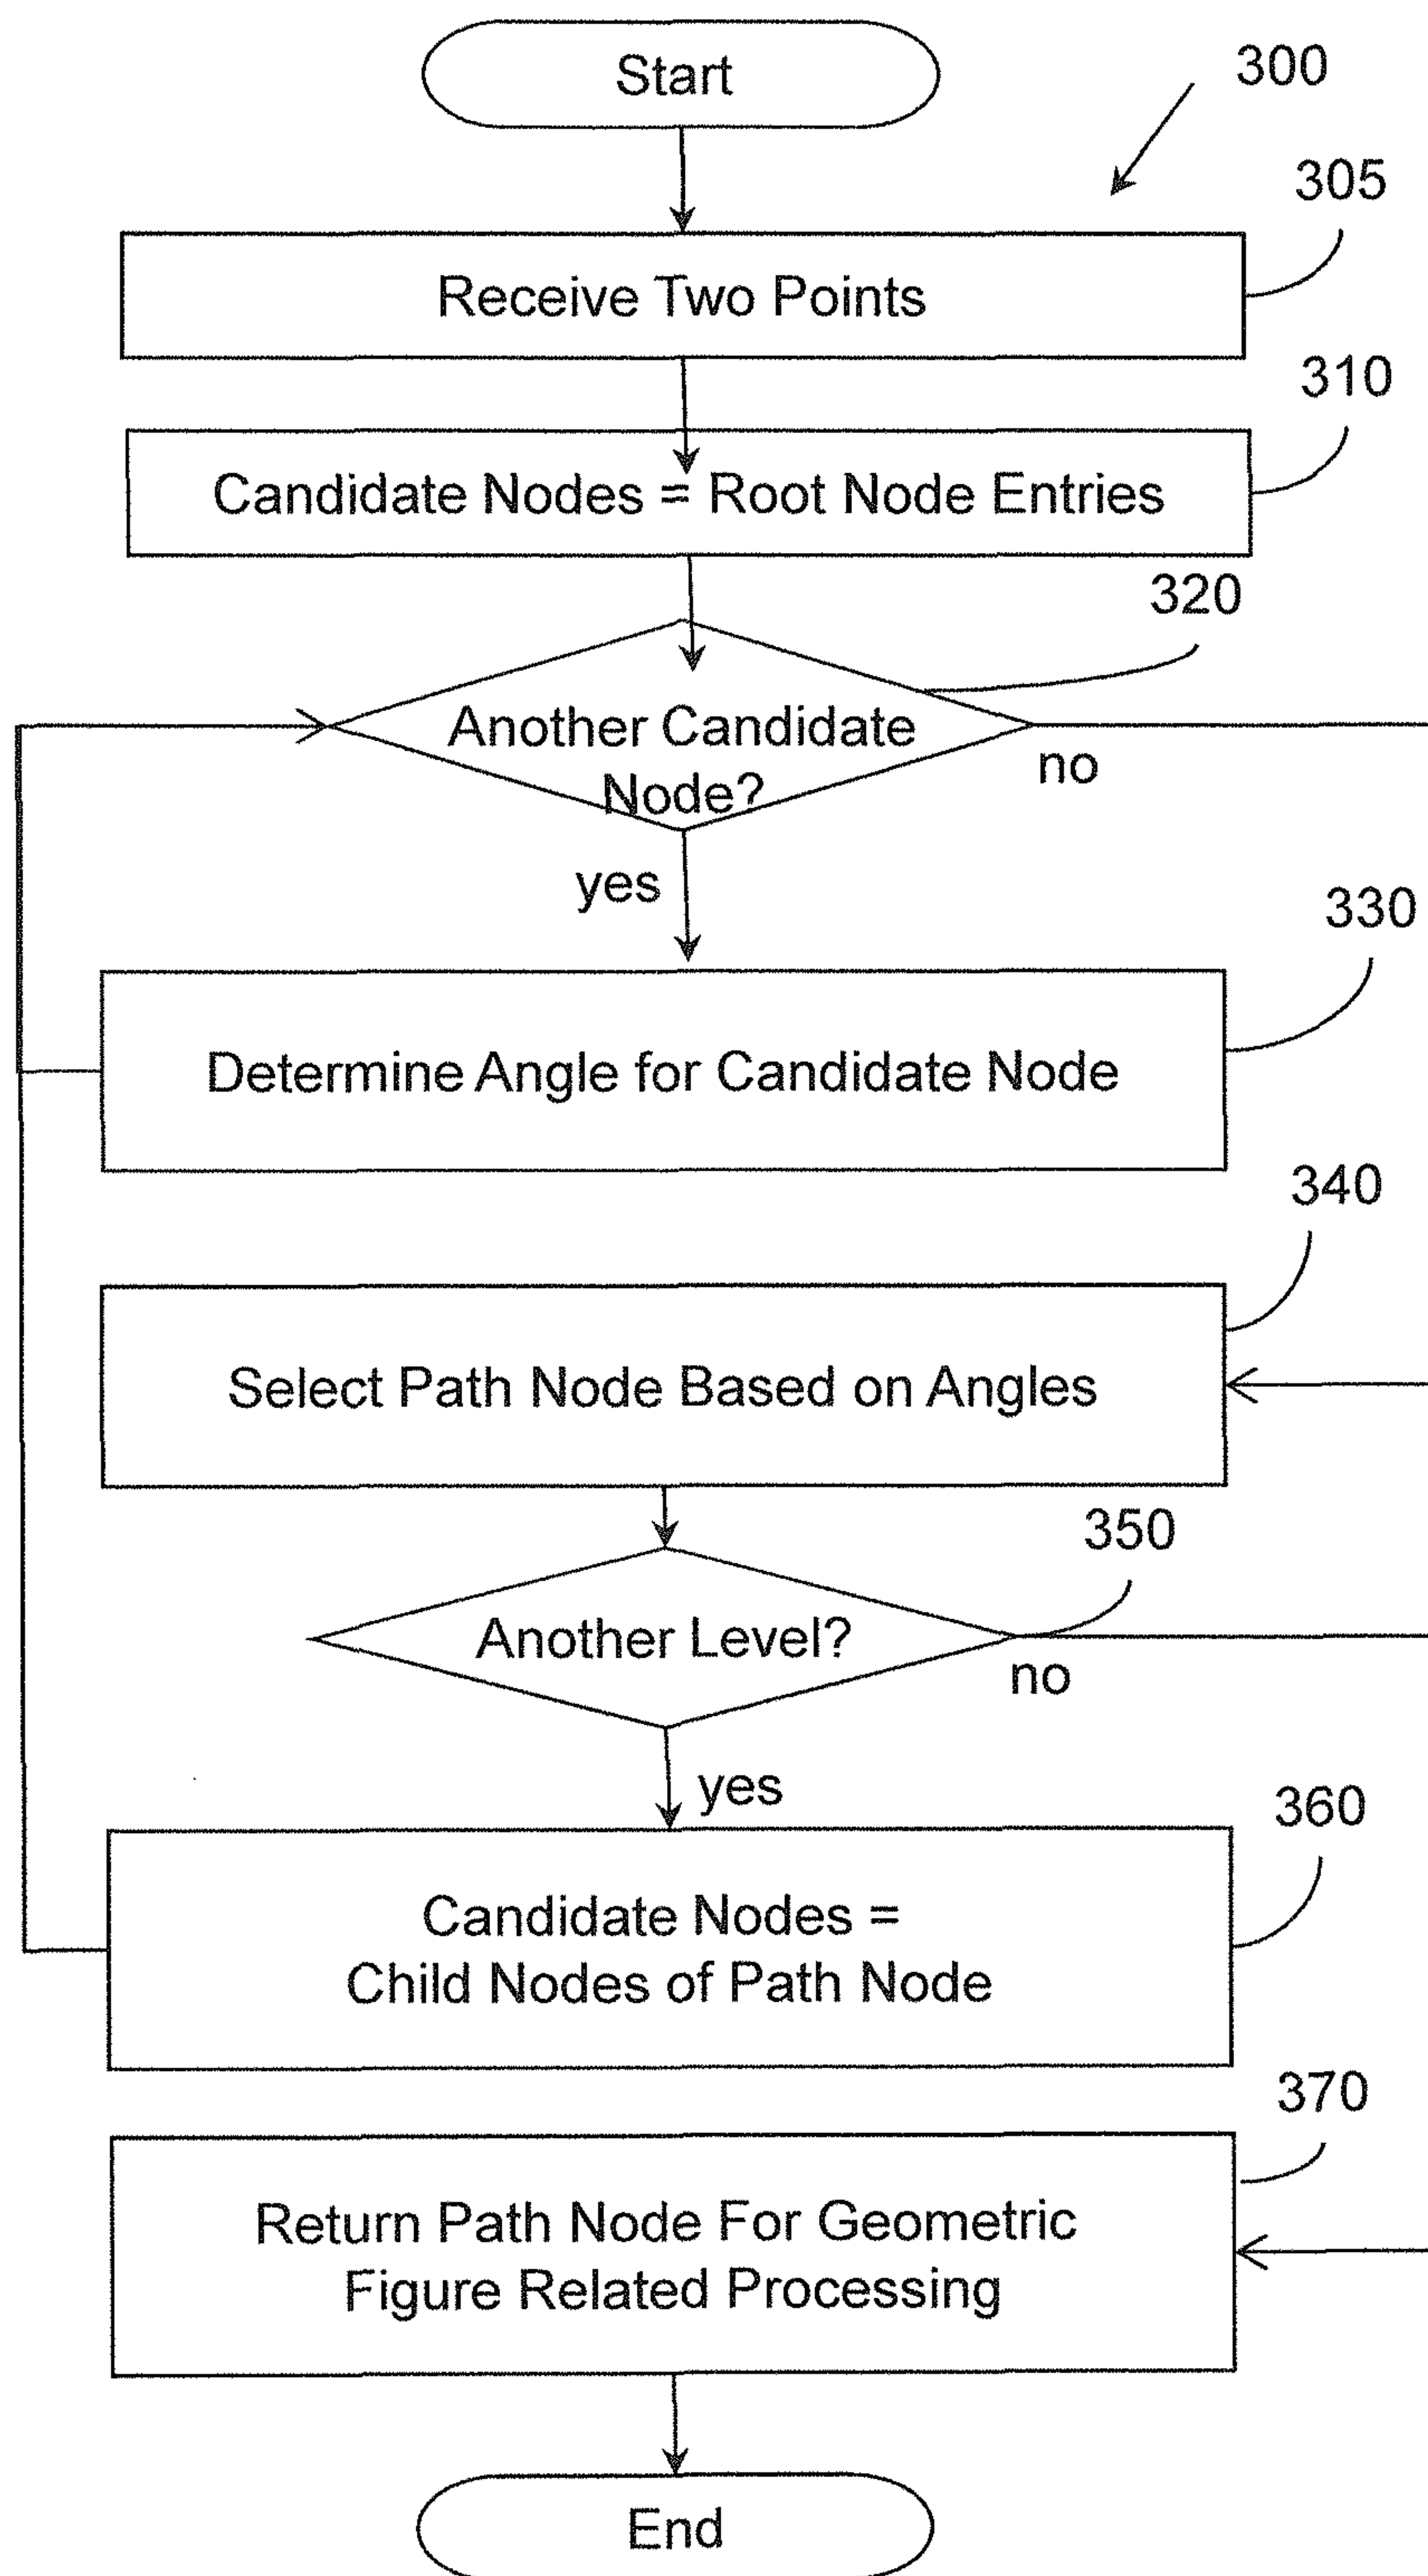 Start
300
305
Receive Two Points
310
Candidate Nodes = Root Node Entries
320
Another Candidate
Node?
no
yes
330
Determine Angle for Candidate Node
340
Select Path Node Based on Angles
350
Another Level?
no
yes
360
Candidate Nodes =
Child Nodes of Path Node
370
Return Path Node For Geometric
Figure Related Processing
End